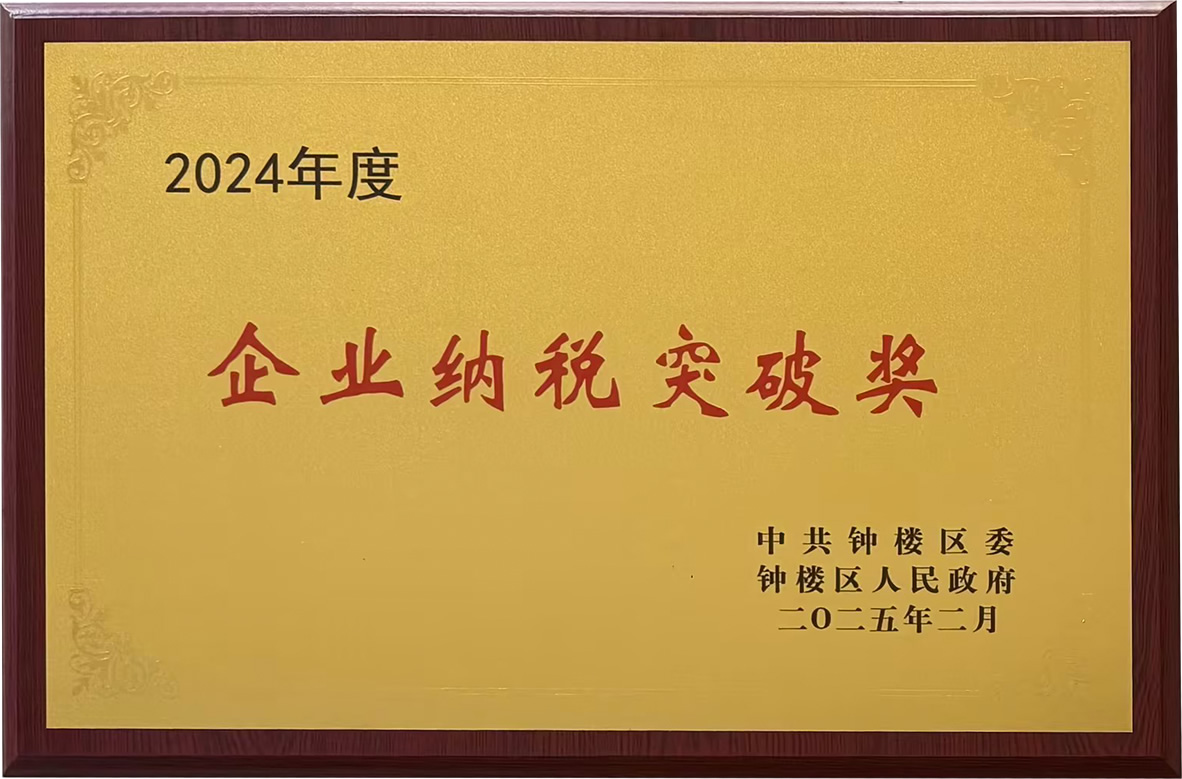 2024年度
企业纳税突破奖
中共钟楼区委
钟楼区人民政府
二〇二五年二月